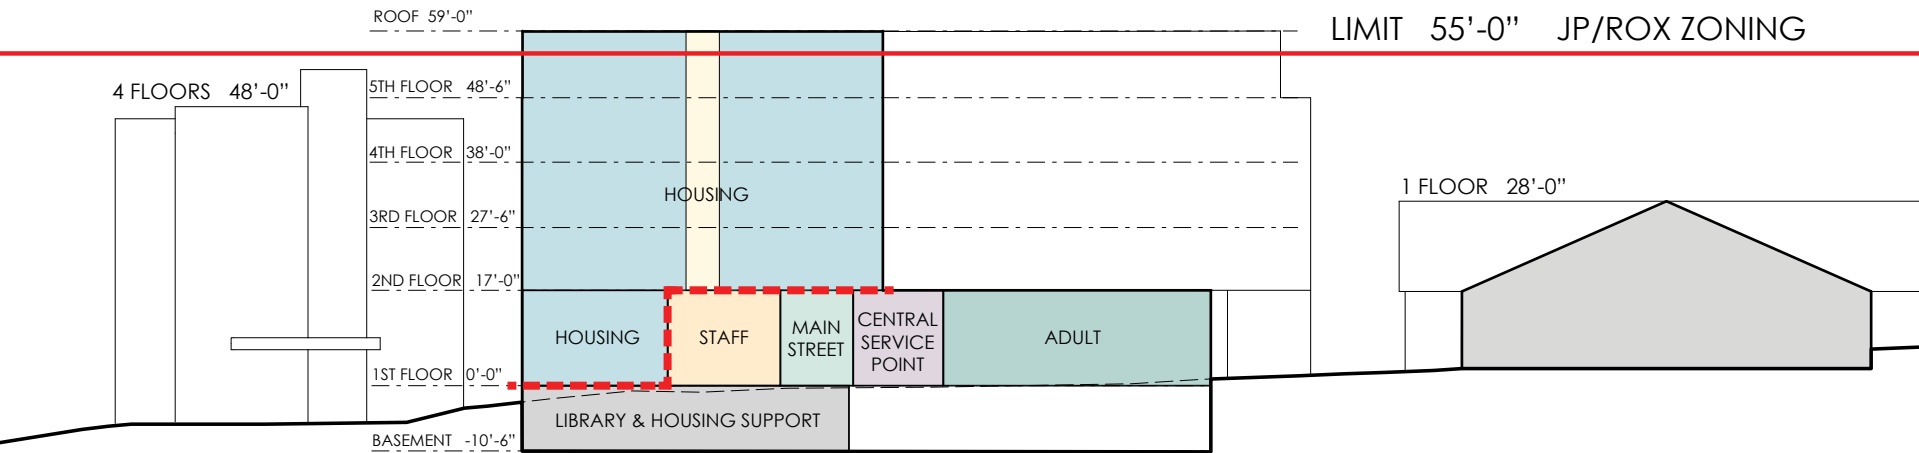 ROOF 59'-0"
LIMIT 55'-0" JP/ROX ZONING
4 FLOORS 48'-0"
5TH FLOOR 48'-6"
4TH FLOOR 38'-0"
HOUSING
1 FLOOR 28'-0"
3RD FLOOR 27'-6"
2ND FLOOR 17'-0"
HOUSING
STAFF
MAIN
STREET
CENTRAL
SERVICE
POINT
ADULT
1ST FLOOR 0'-0"
LIBRARY & HOUSING SUPPORT
BASEMENT -10'-6"